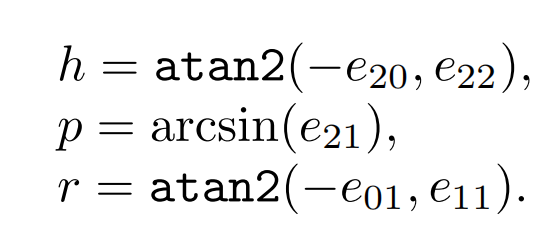 h = atan2(−e₂₀, e₂₂),
p = arcsin(e₂₁),
r = atan2(−e₀₁, e₁₁).